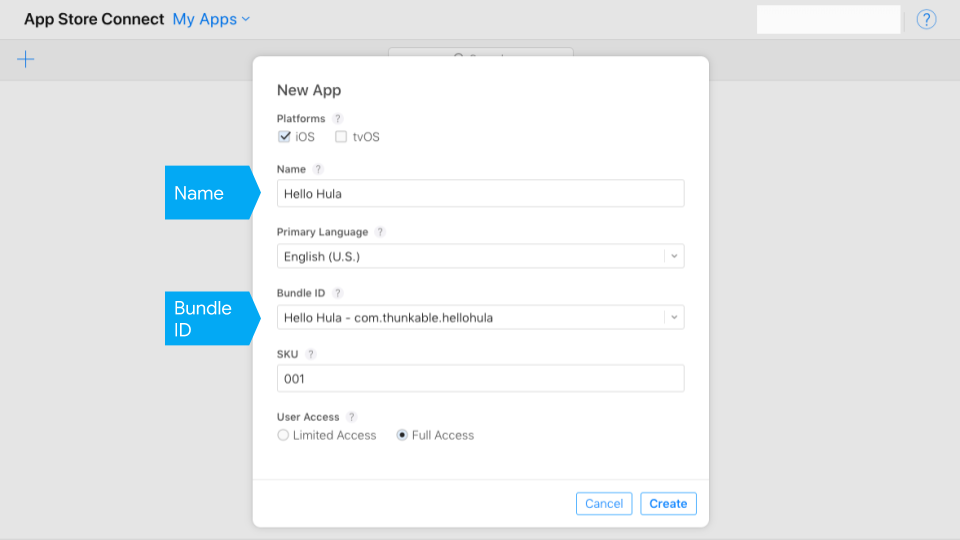 App Store Connect My Apps
?
New App
Platforms ?
iOS tvOS
Name ?
Name
Hello Hula
Primary Language ?
English (U.S.)
Bundle ID ?
Bundle
ID
Hello Hula - com.thunkable.hellohula
SKU ?
001
User Access ?
Limited Access Full Access
Cancel Create